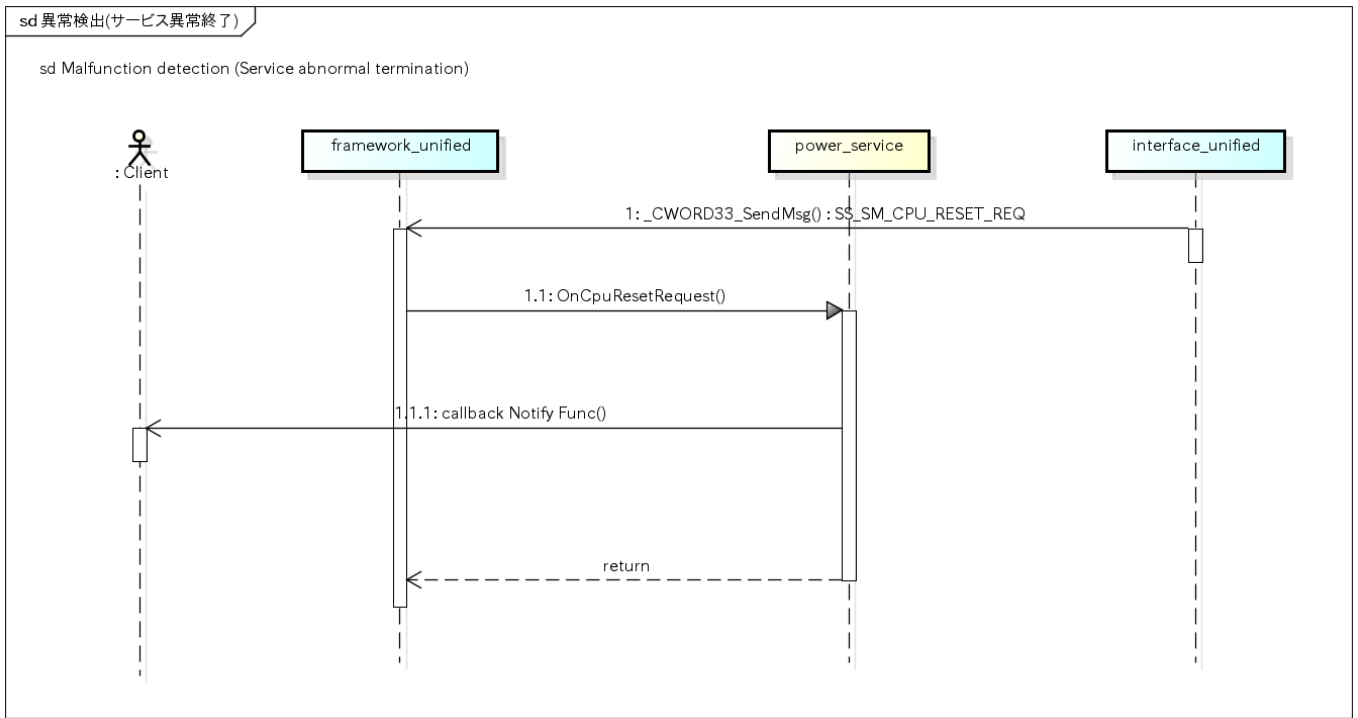 sd 異常検出(サービス異常終了)
sd Malfunction detection (Service abnormal termination)
: Client
framework_unified
power_service
interface_unified
1: _CWORD33_SendMsg() : SS_SM_CPU_RESET_REQ
1.1: OnCpuResetRequest()
1.1.1: callback Notify Func()
return